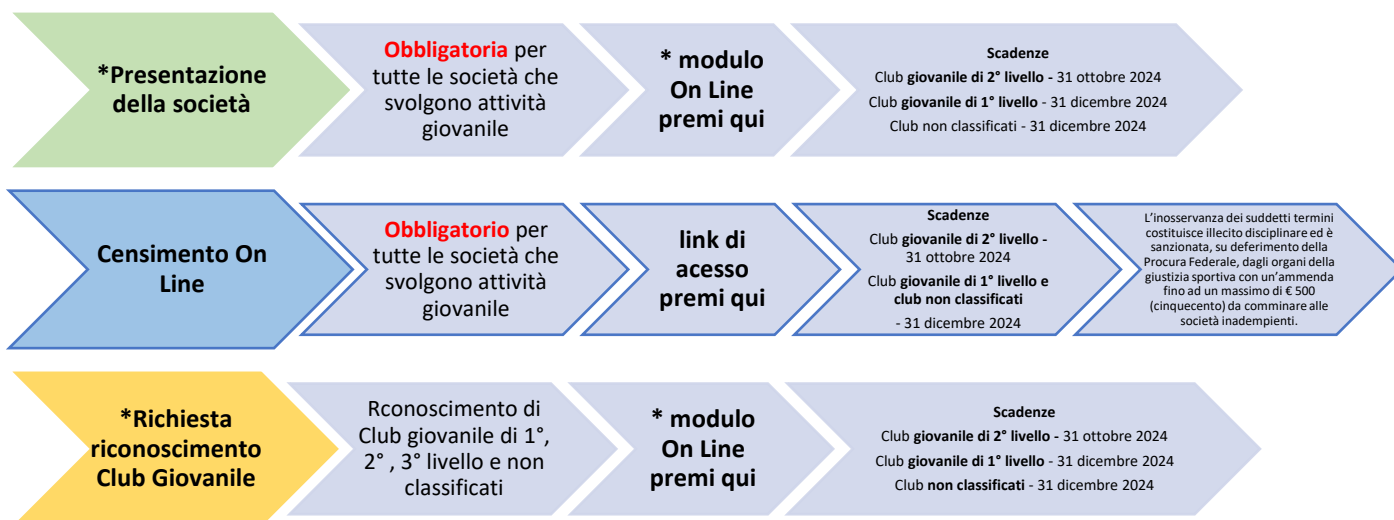 *Presentazione
della società
Obbligatoria per
tutte le società che
svolgono attività
giovanile
* modulo
On Line
premi qui
Scadenze
Club giovanile di 2° livello - 31 ottobre 2024
Club giovanile di 1° livello - 31 dicembre 2024
Club non classificati - 31 dicembre 2024
Censimento On
Line
Obbligatorio per
tutte le società che
svolgono attività
giovanile
link di
acesso
premi qui
Scadenze
Club giovanile di 2° livello -
31 ottobre 2024
Club giovanile di 1° livello e
club non classificati
- 31 dicembre 2024
L'inosservanza dei suddetti termini
costituisce illecito disciplinare ed è
sanzionata, su deferimento della
Procura Federale, dagli organi della
giustizia sportiva con un'ammenda
fino ad un massimo di € 500
(cinquecento) da comminare alle
società inadempienti.
*Richiesta
riconoscimento
Club Giovanile
Rconoscimento di
Club giovanile di 1°,
2° , 3° livello e non
classificati
* modulo
On Line
premi qui
Scadenze
Club giovanile di 2° livello - 31 ottobre 2024
Club giovanile di 1° livello - 31 dicembre 2024
Club non classificati - 31 dicembre 2024